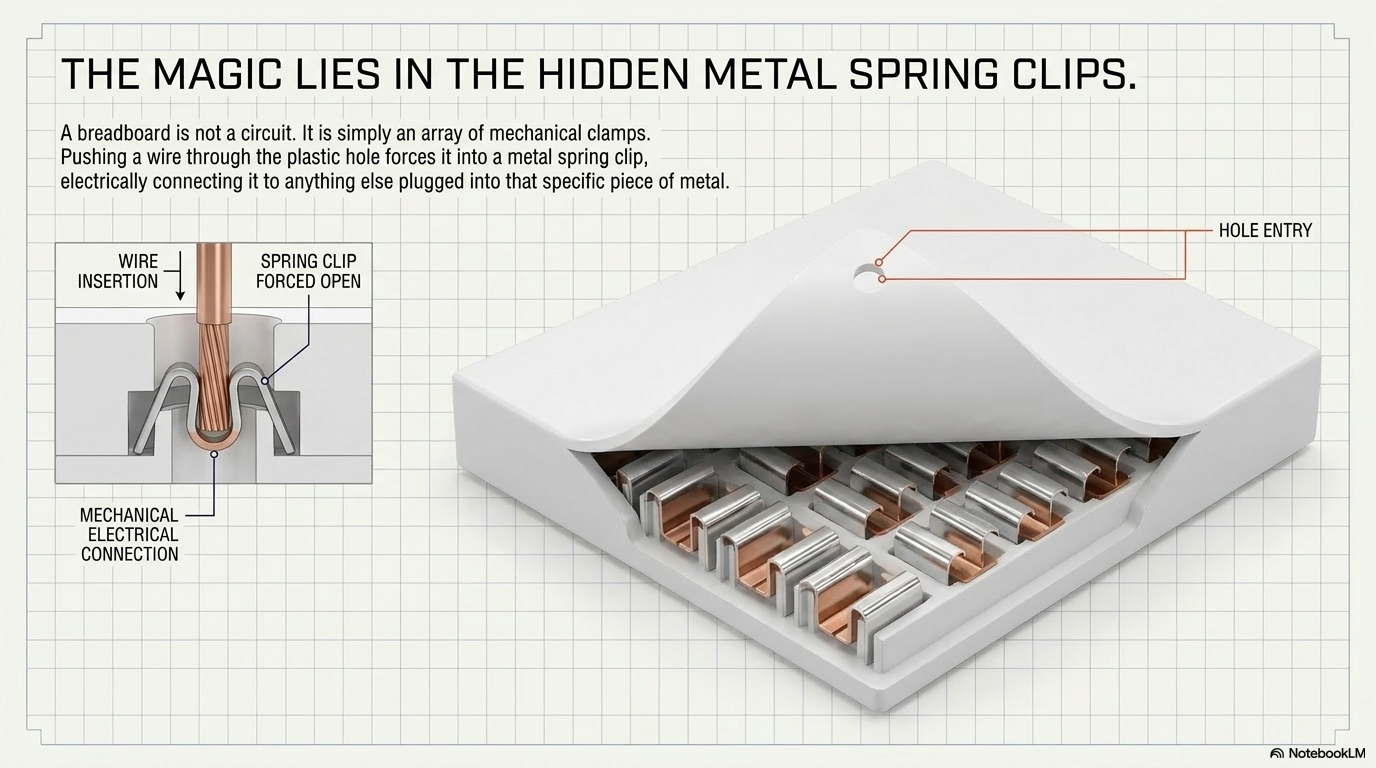 THE MAGIC LIES IN THE HIDDEN METAL SPRING CLIPS.
A breadboard is not a circuit. It is simply an array of mechanical clamps.
Pushing a wire through the plastic hole forces it into a metal spring clip,
electrically connecting it to anything else plugged into that specific piece of metal.
WIRE
INSERTION
SPRING CLIP
FORCED OPEN
MECHANICAL
ELECTRICAL
CONNECTION
HOLE ENTRY
NotebookLM